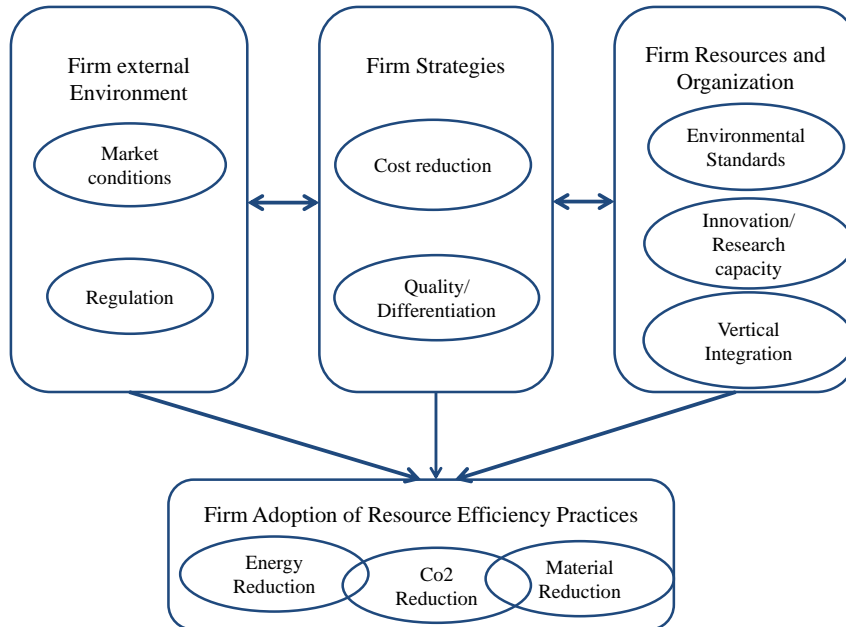 Firm external
Environment
Market
conditions
Regulation
Firm Strategies
Cost reduction
Quality/
Differentiation
Firm Resources and
Organization
Environmental
Standards
Innovation/
Research
capacity
Vertical
Integration
Firm Adoption of Resource Efficiency Practices
Energy
Reduction
Co2
Reduction
Material
Reduction